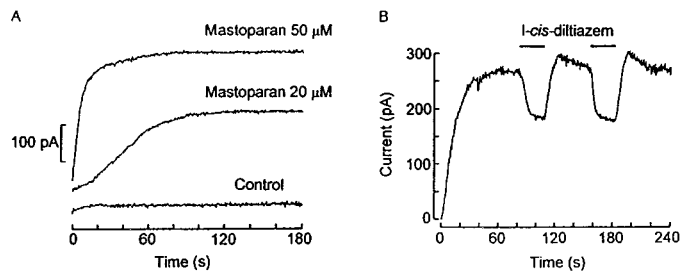 A
Mastoparan 50 μM
Mastoparan 20 μM
100 pA
Control
0
60
120
180
Time (s)
B
l-cis-diltiazem
300
200
100
0
Current (pA)
0
60
120
180
240
Time (s)